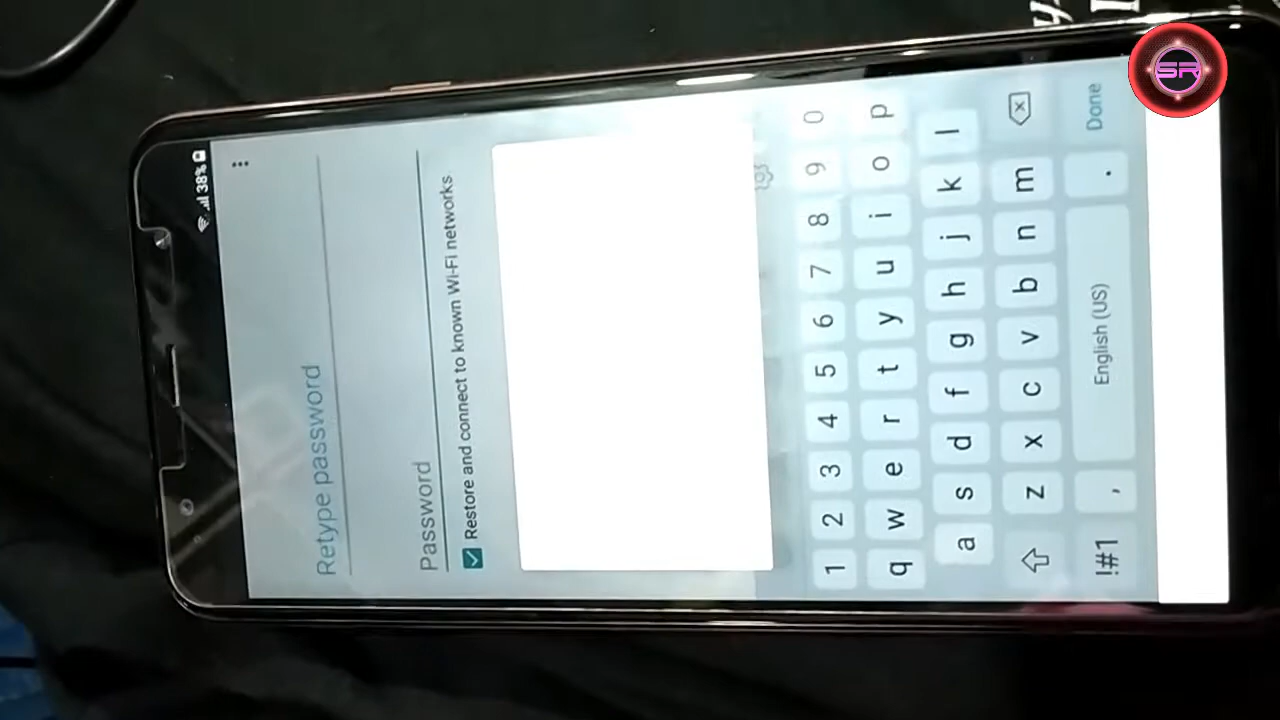 38%
Retype password
Password
Restore and connect to known Wi-Fi networks
1 2 3 4 5 6 7 8 9 0
q w e r t y u i o p
a s d f g h j k l
z x c v b n m
!#1 , English (US) . Done
SR